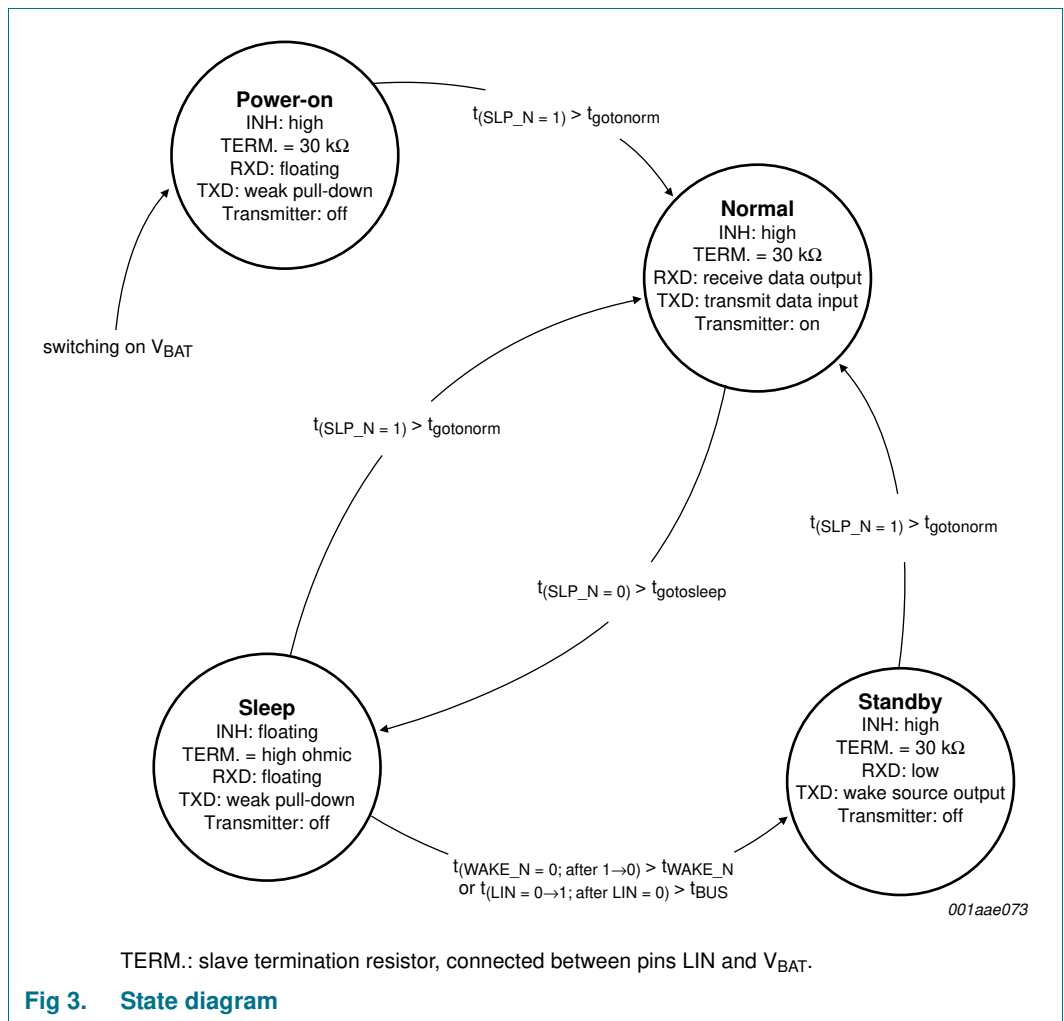 Power-on
INH: high
TERM. = 30 kΩ
RXD: floating
TXD: weak pull-down
Transmitter: off
t(SLP_N = 1) > tgotonorm
Normal
INH: high
TERM. = 30 kΩ
RXD: receive data output
TXD: transmit data input
Transmitter: on
switching on VBAT
t(SLP_N = 1) > tgotonorm
t(SLP_N = 1) > tgotonorm
t(SLP_N = 0) > tgotosleep
Sleep
INH: floating
TERM. = high ohmic
RXD: floating
TXD: weak pull-down
Transmitter: off
Standby
INH: high
TERM. = 30 kΩ
RXD: low
TXD: wake source output
Transmitter: off
t(WAKE_N = 0; after 1→0) > tWAKE_N
or t(LIN = 0→1; after LIN = 0) > tBUS
001aae073
TERM.: slave termination resistor, connected between pins LIN and VBAT.
Fig 3. State diagram